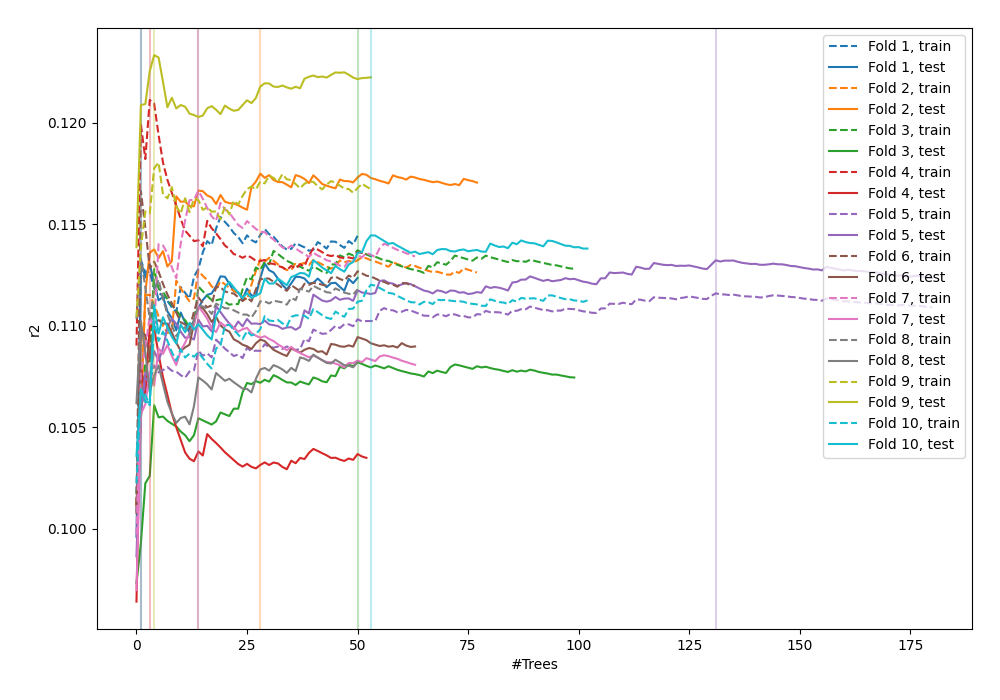 0.120
0.115
0.110
0.105
0.100
r2
0
25
50
75
100
125
150
175
#Trees
Fold 1, train
Fold 1, test
Fold 2, train
Fold 2, test
Fold 3, train
Fold 3, test
Fold 4, train
Fold 4, test
Fold 5, train
Fold 5, test
Fold 6, train
Fold 6, test
Fold 7, train
Fold 7, test
Fold 8, train
Fold 8, test
Fold 9, train
Fold 9, test
Fold 10, train
Fold 10, test